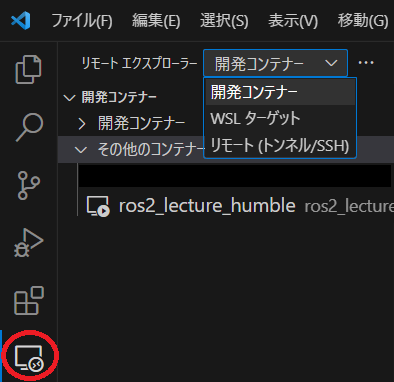 ファイル(F) 編集(E) 選択(S) 表示(V) 移動(G)
リモート エクスプローラー 開発コンテナー
開発コンテナー
開発コンテナー
WSL ターゲット
リモート (トンネル/SSH)
開発コンテナー
その他のコンテナー
ros2_lecture_humble ros2_lecture